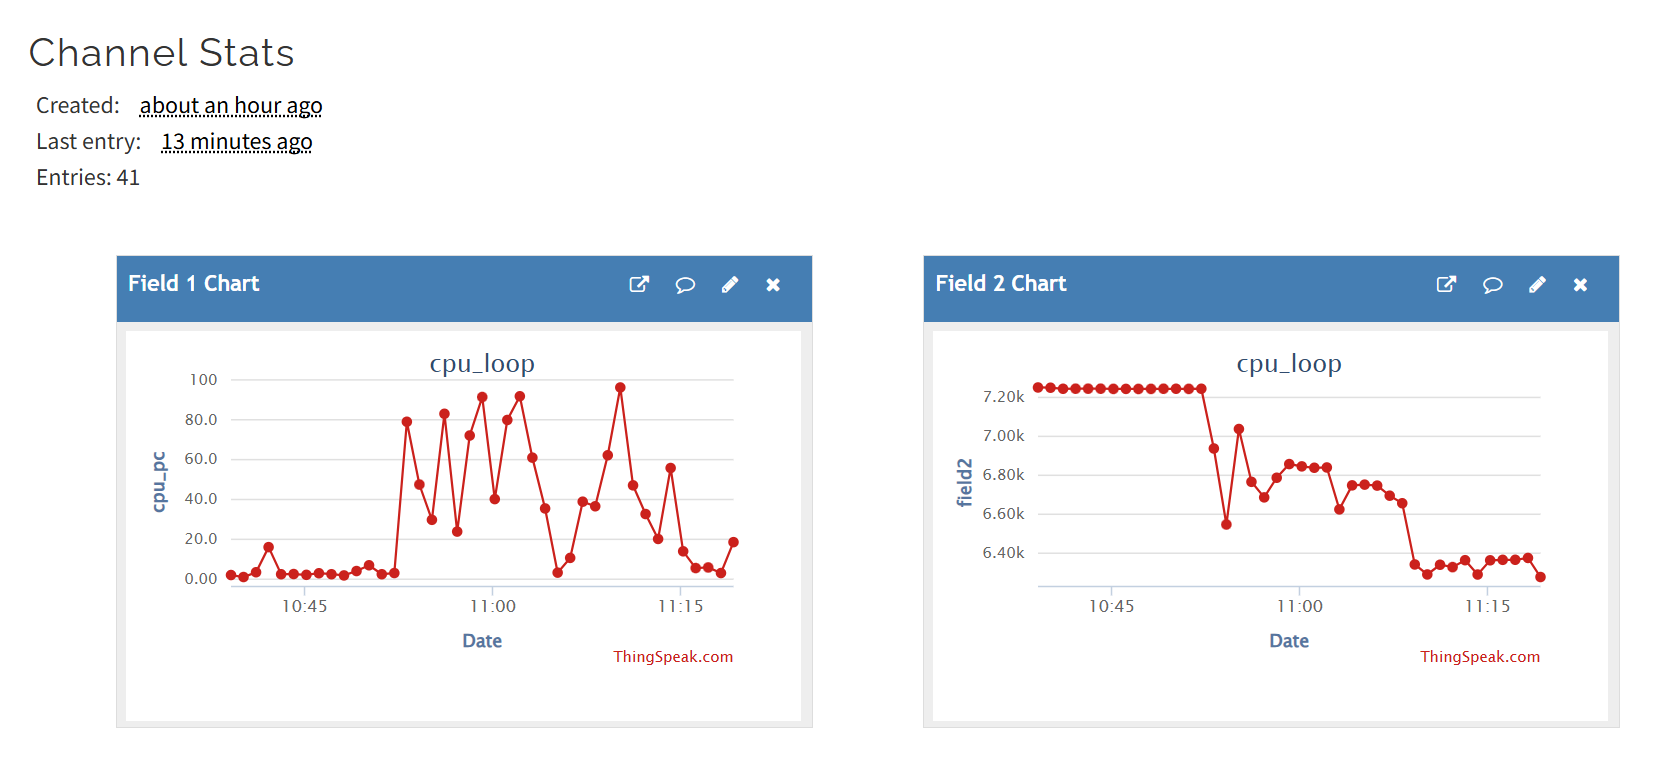 Channel Stats
Created: about an hour ago
Last entry: 13 minutes ago
Entries: 41
Field 1 Chart
cpu_loop
100
80.0
60.0
40.0
20.0
0.00
cpu_pc
10:45 11:00 11:15
Date
ThingSpeak.com
Field 2 Chart
cpu_loop
7.20k
7.00k
6.80k
6.60k
6.40k
field2
10:45 11:00 11:15
Date
ThingSpeak.com